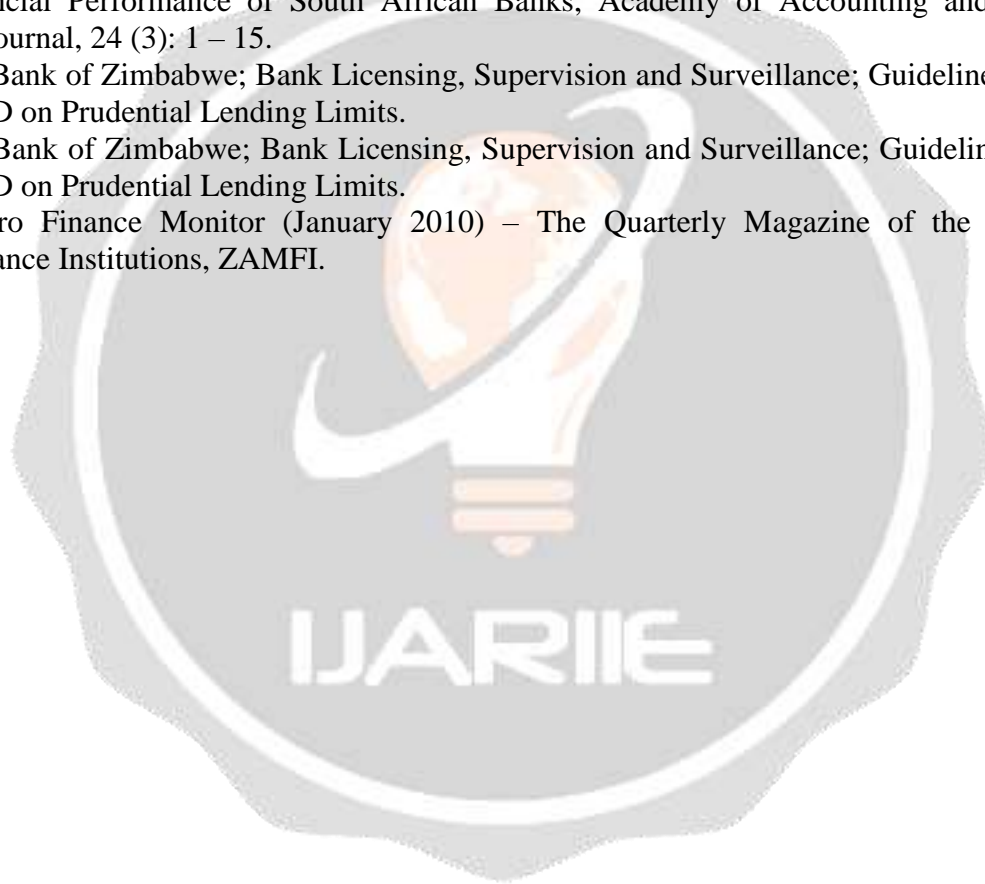 ncial Performance of South African Banks, Academy of Accounting and
ournal, 24 (3): 1 – 15.
Bank of Zimbabwe; Bank Licensing, Supervision and Surveillance; Guideline
D on Prudential Lending Limits.
Bank of Zimbabwe; Bank Licensing, Supervision and Surveillance; Guidelin
D on Prudential Lending Limits.
ro Finance Monitor (January 2010) – The Quarterly Magazine of the
ance Institutions, ZAMFI.
IJARIIE